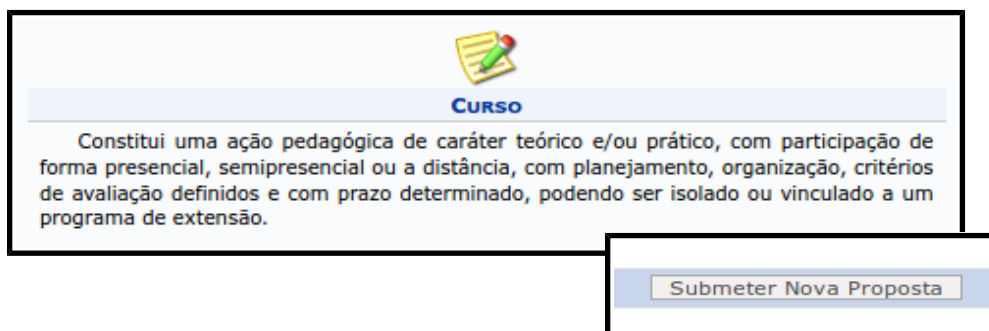 CURSO
Constitui uma ação pedagógica de caráter teórico e/ou prático, com participação de
forma presencial, semipresencial ou a distância, com planejamento, organização, critérios
de avaliação definidos e com prazo determinado, podendo ser isolado ou vinculado a um
programa de extensão.
Submeter Nova Proposta